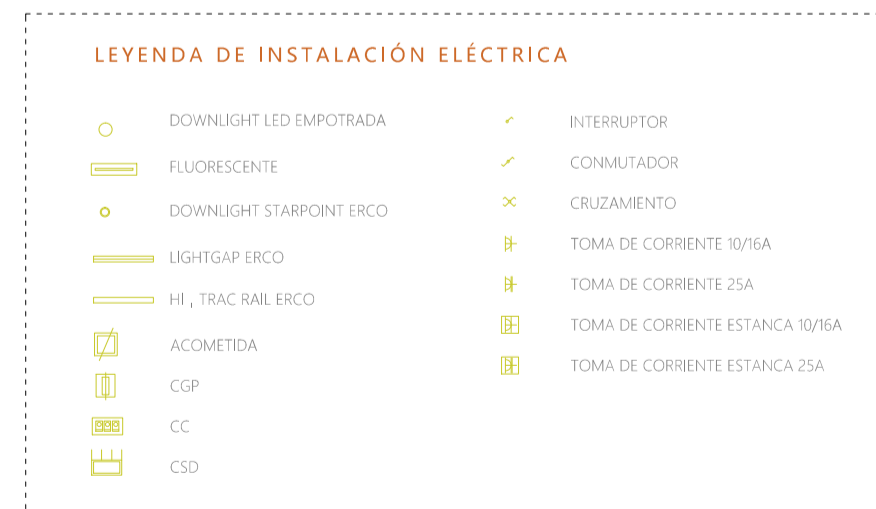 LEYENDA DE INSTALACIÓN ELÉCTRICA
DOWNLIGHT LED EMPOTRADA
FLUORESCENTE
DOWNLIGHT STARPOINT ERCO
LIGHTGAP ERCO
HI , TRAC RAIL ERCO
ACOMETIDA
CGP
CC
CSD
INTERRUPTOR
CONMUTADOR
CRUZAMIENTO
TOMA DE CORRIENTE 10/16A
TOMA DE CORRIENTE 25A
TOMA DE CORRIENTE ESTANCA 10/16A
TOMA DE CORRIENTE ESTANCA 25A